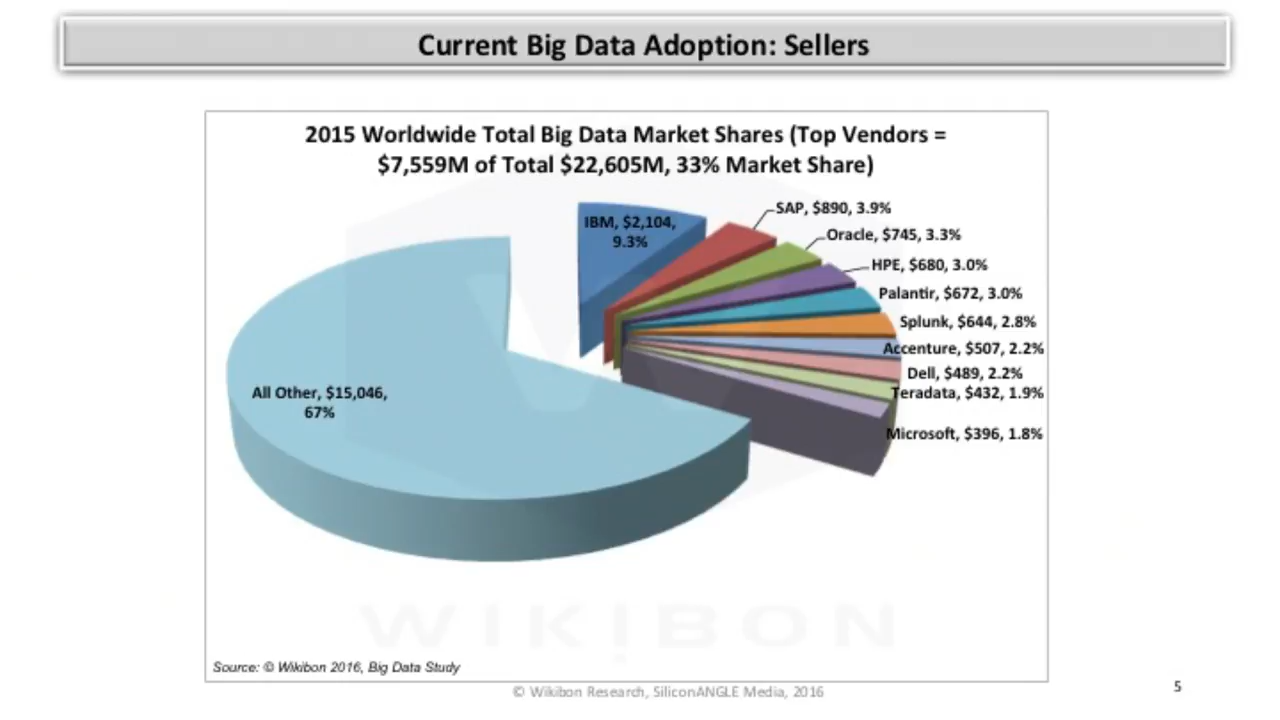 Current Big Data Adoption: Sellers
2015 Worldwide Total Big Data Market Shares (Top Vendors =
$7,559M of Total $22,605M, 33% Market Share)
IBM, $2,104,
9.3%
SAP, $890, 3.9%
Oracle, $745, 3.3%
HPE, $680, 3.0%
Palantir, $672, 3.0%
Splunk, $644, 2.8%
Accenture, $507, 2.2%
Dell, $489, 2.2%
Teradata, $432, 1.9%
Microsoft, $396, 1.8%
All Other, $15,046,
67%
WIKIBON
Source: © Wikibon 2016, Big Data Study
© Wikibon Research, SiliconANGLE Media, 2016
5